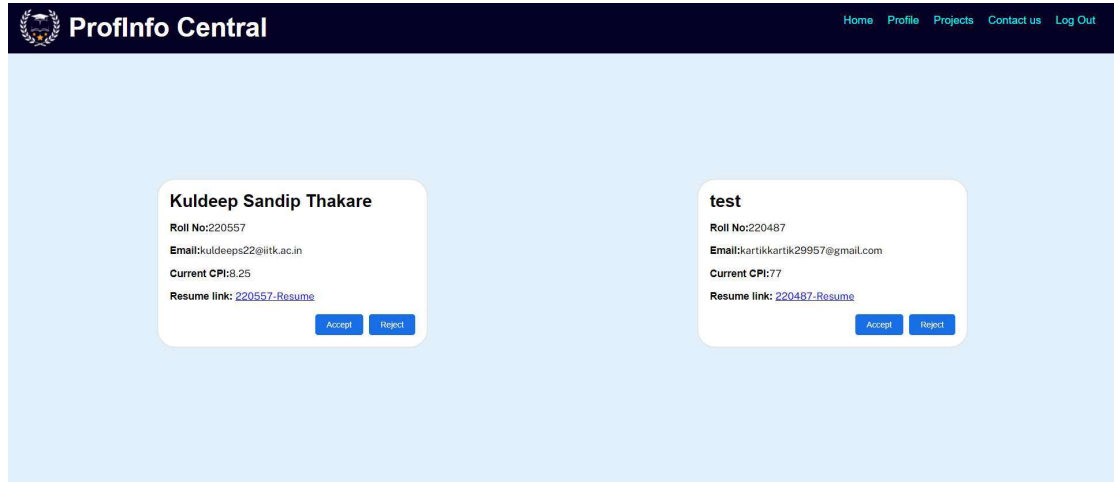 ProfInfo Central
Home Profile Projects Contact us Log Out
Kuldeep Sandip Thakare
Roll No:220557
Email:kuldeeps22@iitk.ac.in
Current CPI:8.25
Resume link: 220557-Resume
Accept Reject
test
Roll No:220487
Email:kartikkartik29957@gmail.com
Current CPI:77
Resume link: 220487-Resume
Accept Reject